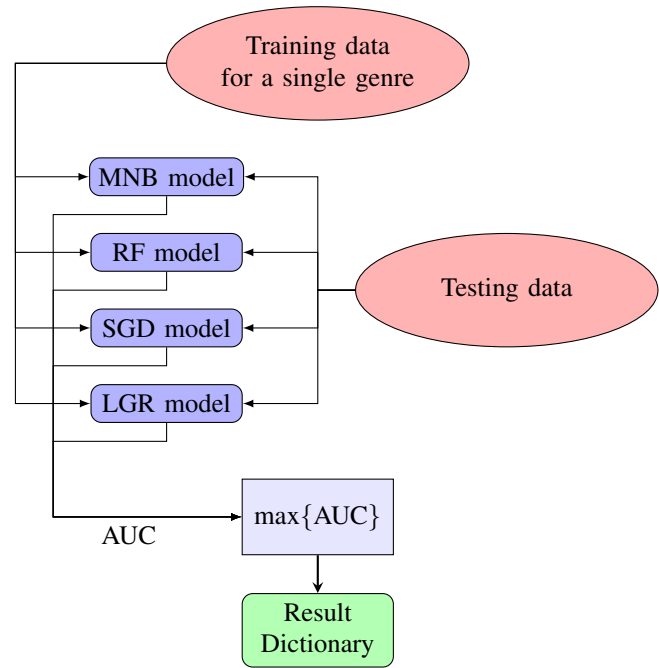 Training data
for a single genre
MNB model
RF model
Testing data
SGD model
LGR model
max{AUC}
AUC
Result
Dictionary